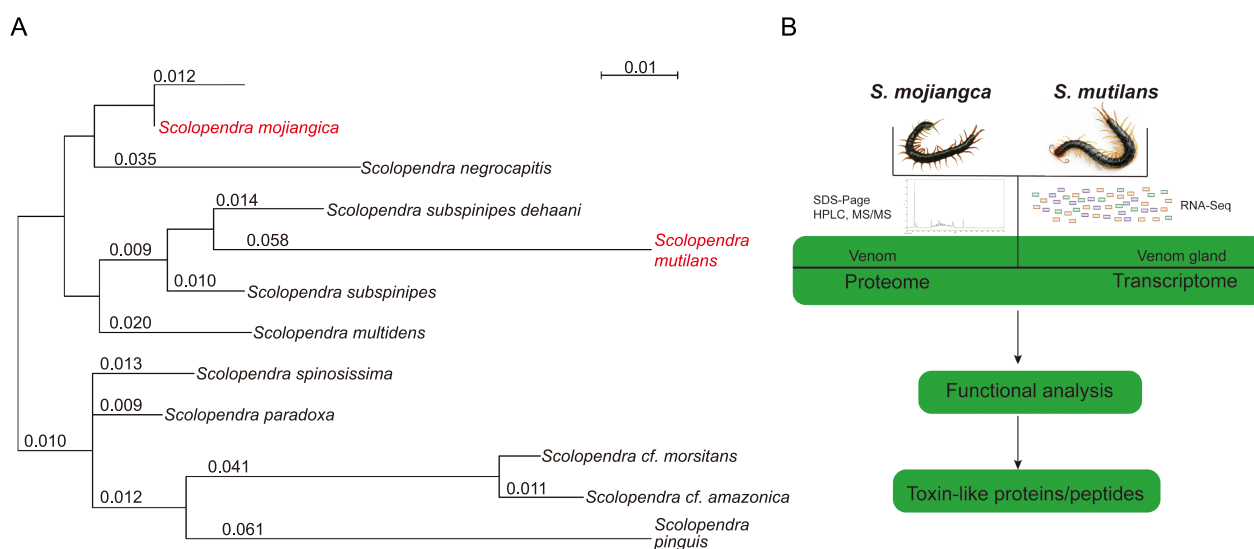 A
0.012
0.01
Scolopendra mojiangica
0.035
Scolopendra negrocapitis
0.014
Scolopendra subspinipes dehaani
0.009
0.058
Scolopendra
mutilans
0.010
Scolopendra subspinipes
0.020
Scolopendra multidens
0.013
Scolopendra spinosissima
0.009
Scolopendra paradoxa
0.010
0.041
Scolopendra cf. morsitans
0.011
Scolopendra cf. amazonica
0.012
0.061
Scolopendra
pinguis
B
S. mojiangca
S. mutilans
SDS-Page
HPLC, MS/MS
RNA-Seq
Venom
Venom gland
Proteome
Transcriptome
Functional analysis
Toxin-like proteins/peptides